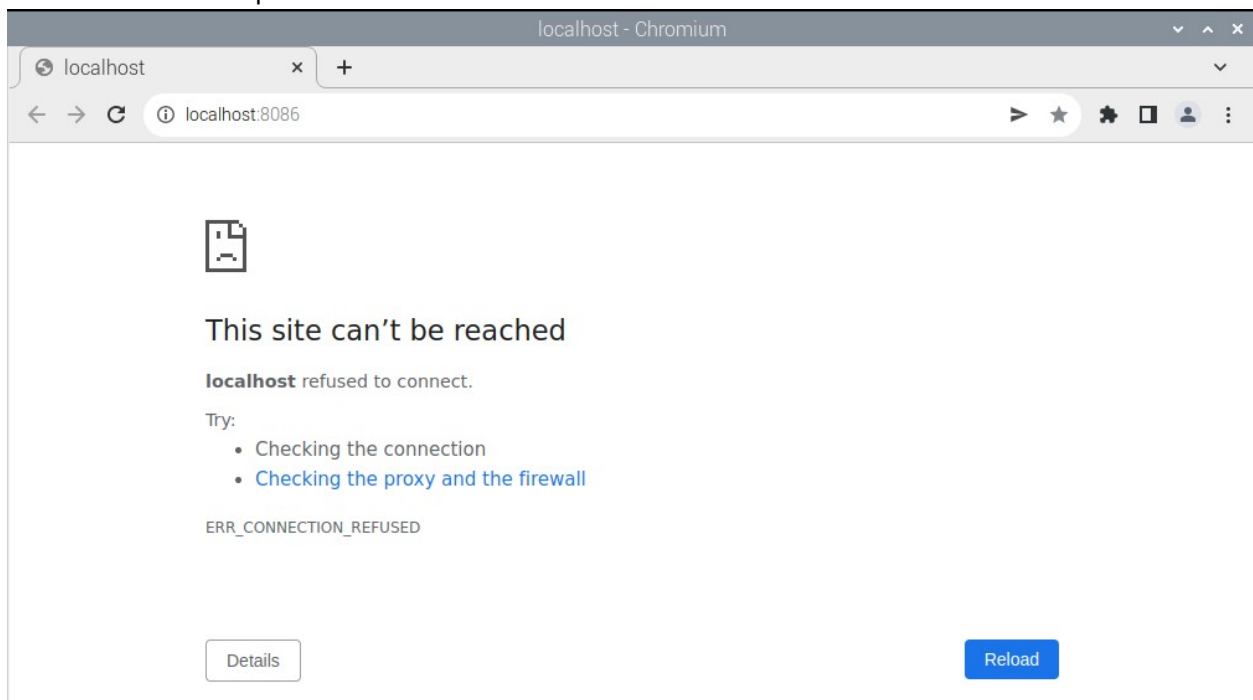 localhost - Chromium
localhost
localhost:8086
This site can’t be reached
localhost refused to connect.
Try:
• Checking the connection
• Checking the proxy and the firewall
ERR_CONNECTION_REFUSED
Details
Reload